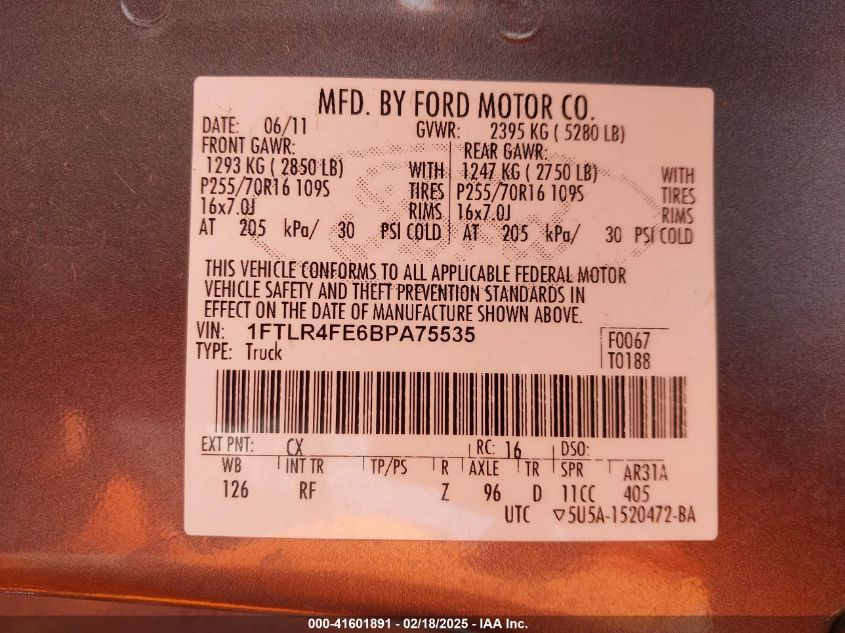 MFD. BY FORD MOTOR CO.
DATE: 06/11 GVWR: 2395 KG ( 5280 LB)
FRONT GAWR: REAR GAWR:
1293 KG ( 2850 LB) WITH 1247 KG ( 2750 LB) WITH
P255/70R16 109S TIRES P255/70R16 109S TIRES
16x7.0J RIMS 16x7.0J RIMS
AT 205 kPa/ 30 PSI COLD AT 205 kPa/ 30 PSI COLD
THIS VEHICLE CONFORMS TO ALL APPLICABLE FEDERAL MOTOR
VEHICLE SAFETY AND THEFT PREVENTION STANDARDS IN
EFFECT ON THE DATE OF MANUFACTURE SHOWN ABOVE.
VIN: 1FTLR4FE6BPA75535 F0067
TYPE: Truck T0188
EXT PNT: CX RC: 16 DSO:
WB INT TR TP/PS R AXLE TR SPR AR31A
126 RF Z 96 D 11CC 405
UTC ▽5U5A-1520472-BA
000-41601891 - 02/18/2025 - IAA Inc.